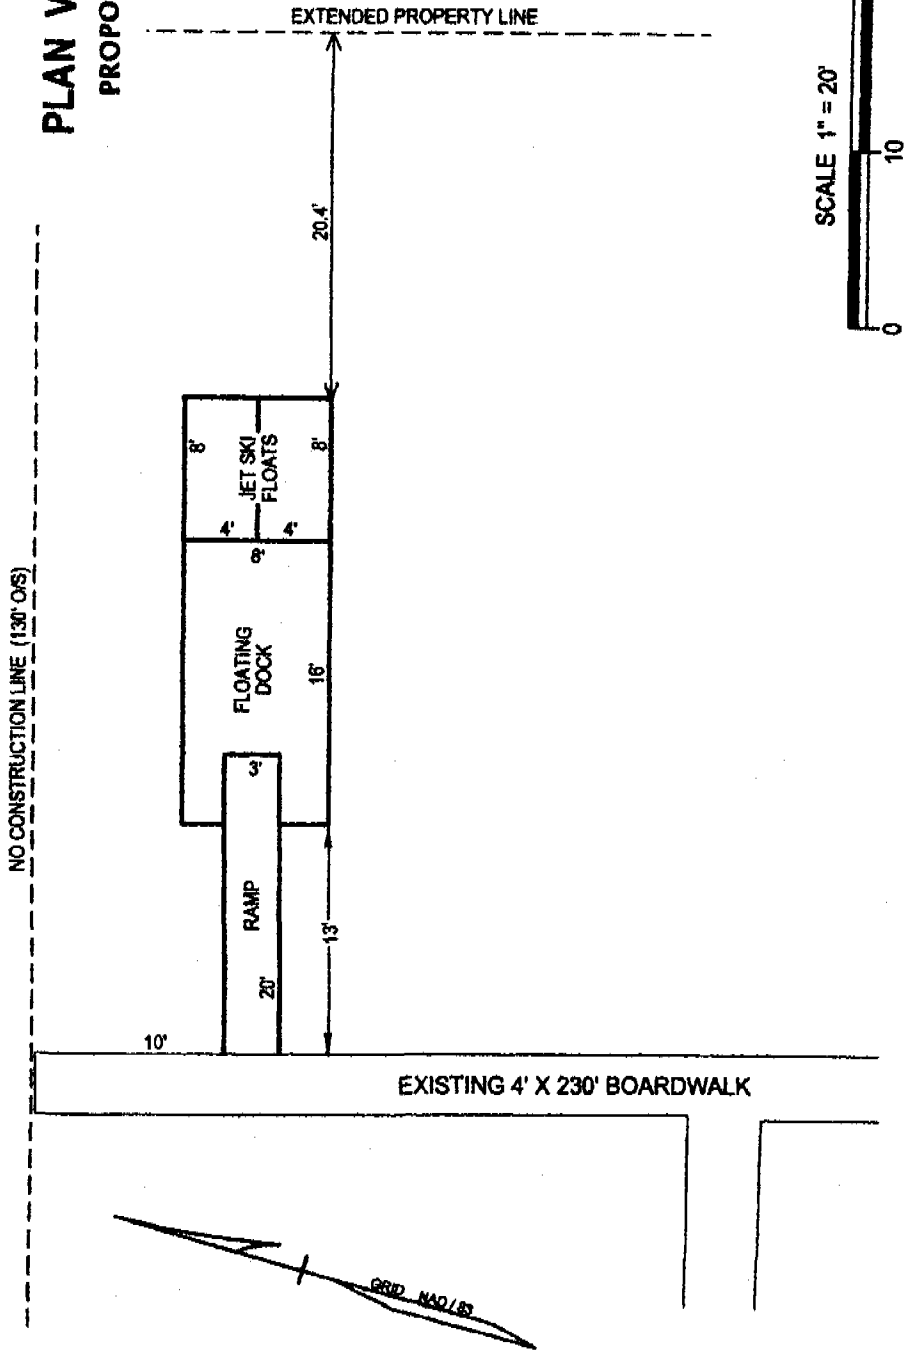 EXTENDED PROPERTY LINE
PLAN V
PROPO
SCALE 1" = 20'
0
10
20.4'
NO CONSTRUCTION LINE (130' O/S)
8'
JET SKI
FLOATS
8'
4'
4'
8'
FLOATING
DOCK
16'
3'
RAMP
20'
13'
10'
EXISTING 4' X 230' BOARDWALK
GRID NAD/83